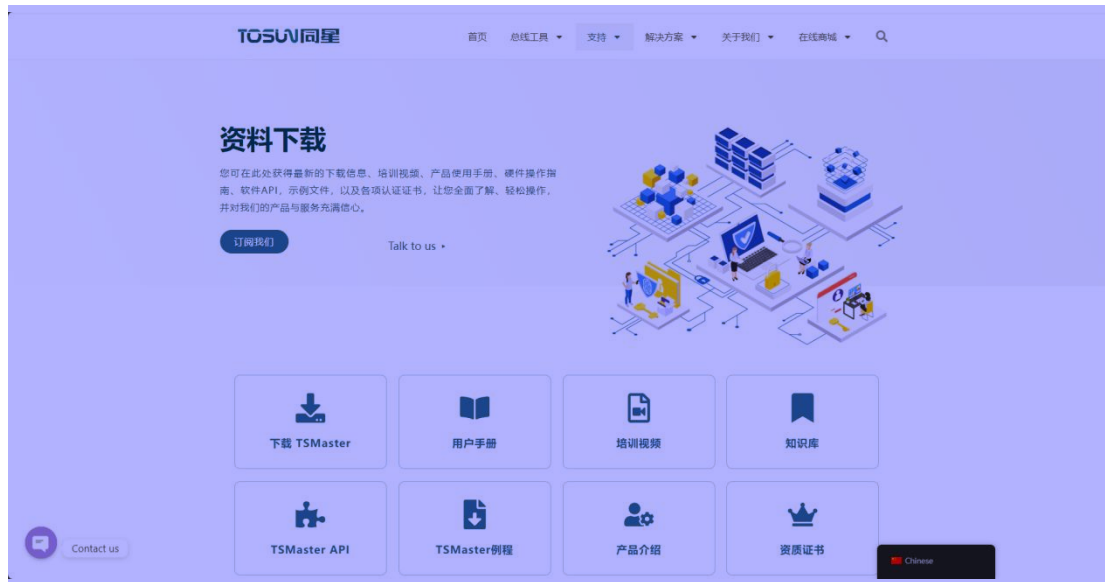 TOSUN同星
首页 总线工具 支持 解决方案 关于我们 在线商城
资料下载
您可在此处获得最新的下载信息、培训视频、产品使用手册、硬件操作指
南、软件API，示例文件，以及各项认证证书，让您全面了解、轻松操作，
并对我们的产品与服务充满信心。
订阅我们 Talk to us
下载 TSMaster 用户手册 培训视频 知识库
TSMaster API TSMaster例程 产品介绍 资质证书
Contact us
Chinese